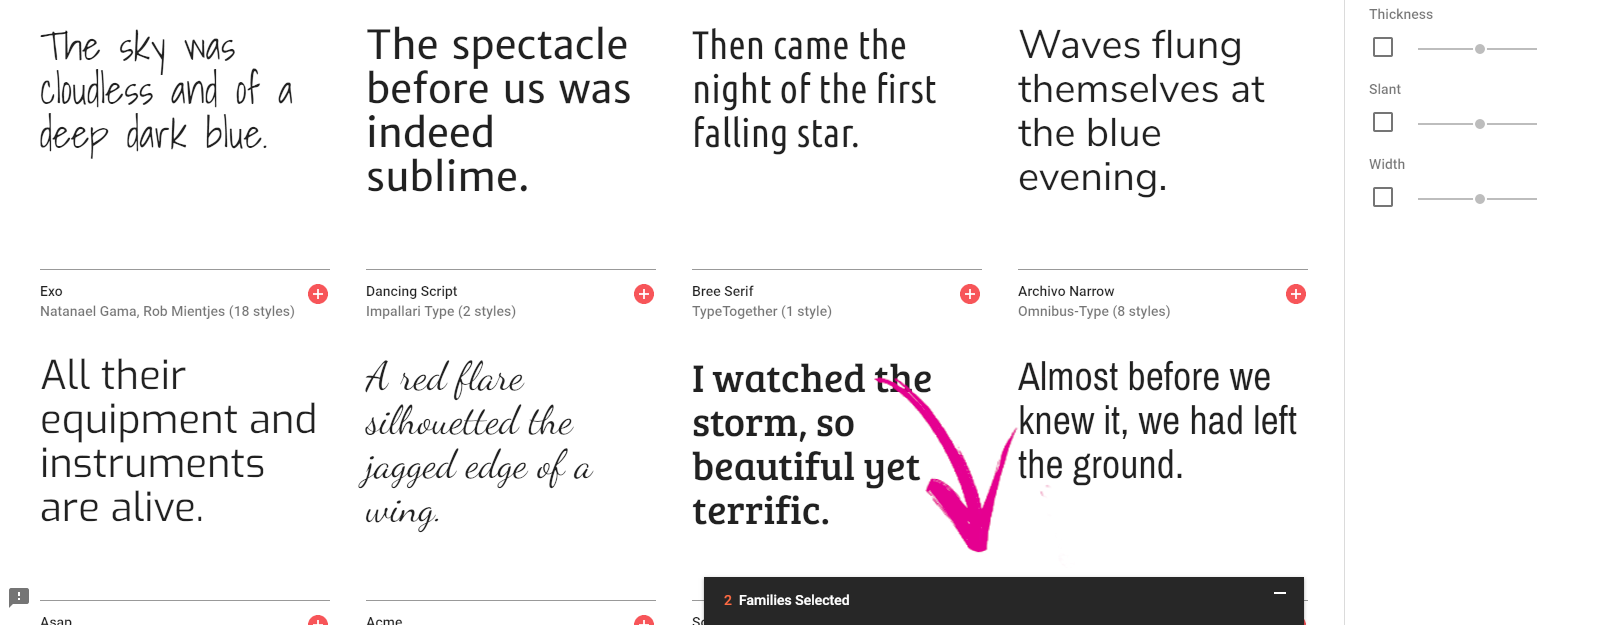 The sky was
cloudless and of a
deep dark blue.
The spectacle
before us was
indeed
sublime.
Then came the
night of the first
falling star.
Waves flung
themselves at
the blue
evening.
Thickness
Slant
Width
Exo
Natanael Gama, Rob Mientjes (18 styles)
Dancing Script
Impallari Type (2 styles)
Bree Serif
TypeTogether (1 style)
Archivo Narrow
Omnibus-Type (8 styles)
All their
equipment and
instruments
are alive.
A red flare
silhouetted the
jagged edge of a
wing.
I watched the
storm, so
beautiful yet
terrific.
Almost before we
knew it, we had left
the ground.
2 Families Selected
Asap
Acme